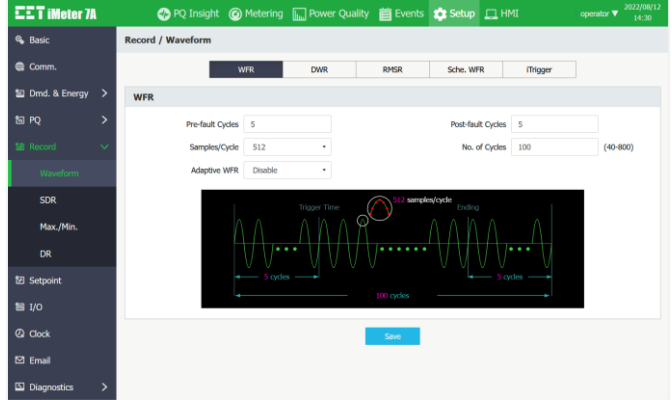 CET iMeter 7A
PQ Insight Metering Power Quality Events Setup HMI operator ▼ 2022/08/12 14:30
Basic
Comm.
Dmd. & Energy >
PQ >
Record
Waveform
SDR
Max./Min.
DR
Setpoint
I/O
Clock
Email
Diagnostics >
Record / Waveform
WFR DWR RMSR Sche. WFR iTrigger
WFR
Pre-fault Cycles 5 Post-fault Cycles 5
Samples/Cycle 512 No. of Cycles 100 (40-800)
Adaptive WFR Disable
512 samples/cycle
Trigger Time Ending
5 cycles 5 cycles
100 cycles
Save